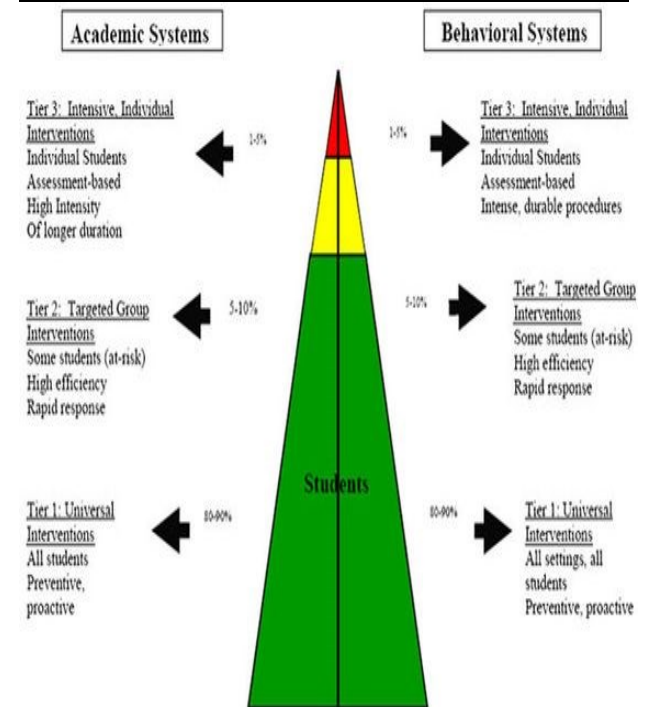 Academic Systems
Behavioral Systems
Tier 3: Intensive, Individual
Interventions
Individual Students
Assessment-based
High Intensity
Of longer duration
1-5%
1-5%
Tier 3: Intensive, Individual
Interventions
Individual Students
Assessment-based
Intense, durable procedures
Tier 2: Targeted Group
Interventions
Some students (at-risk)
High efficiency
Rapid response
5-10%
5-10%
Tier 2: Targeted Group
Interventions
Some students (at-risk)
High efficiency
Rapid response
Students
Tier 1: Universal
Interventions
All students
Preventive,
proactive
80-90%
80-90%
Tier 1: Universal
Interventions
All settings, all
students
Preventive, proactive